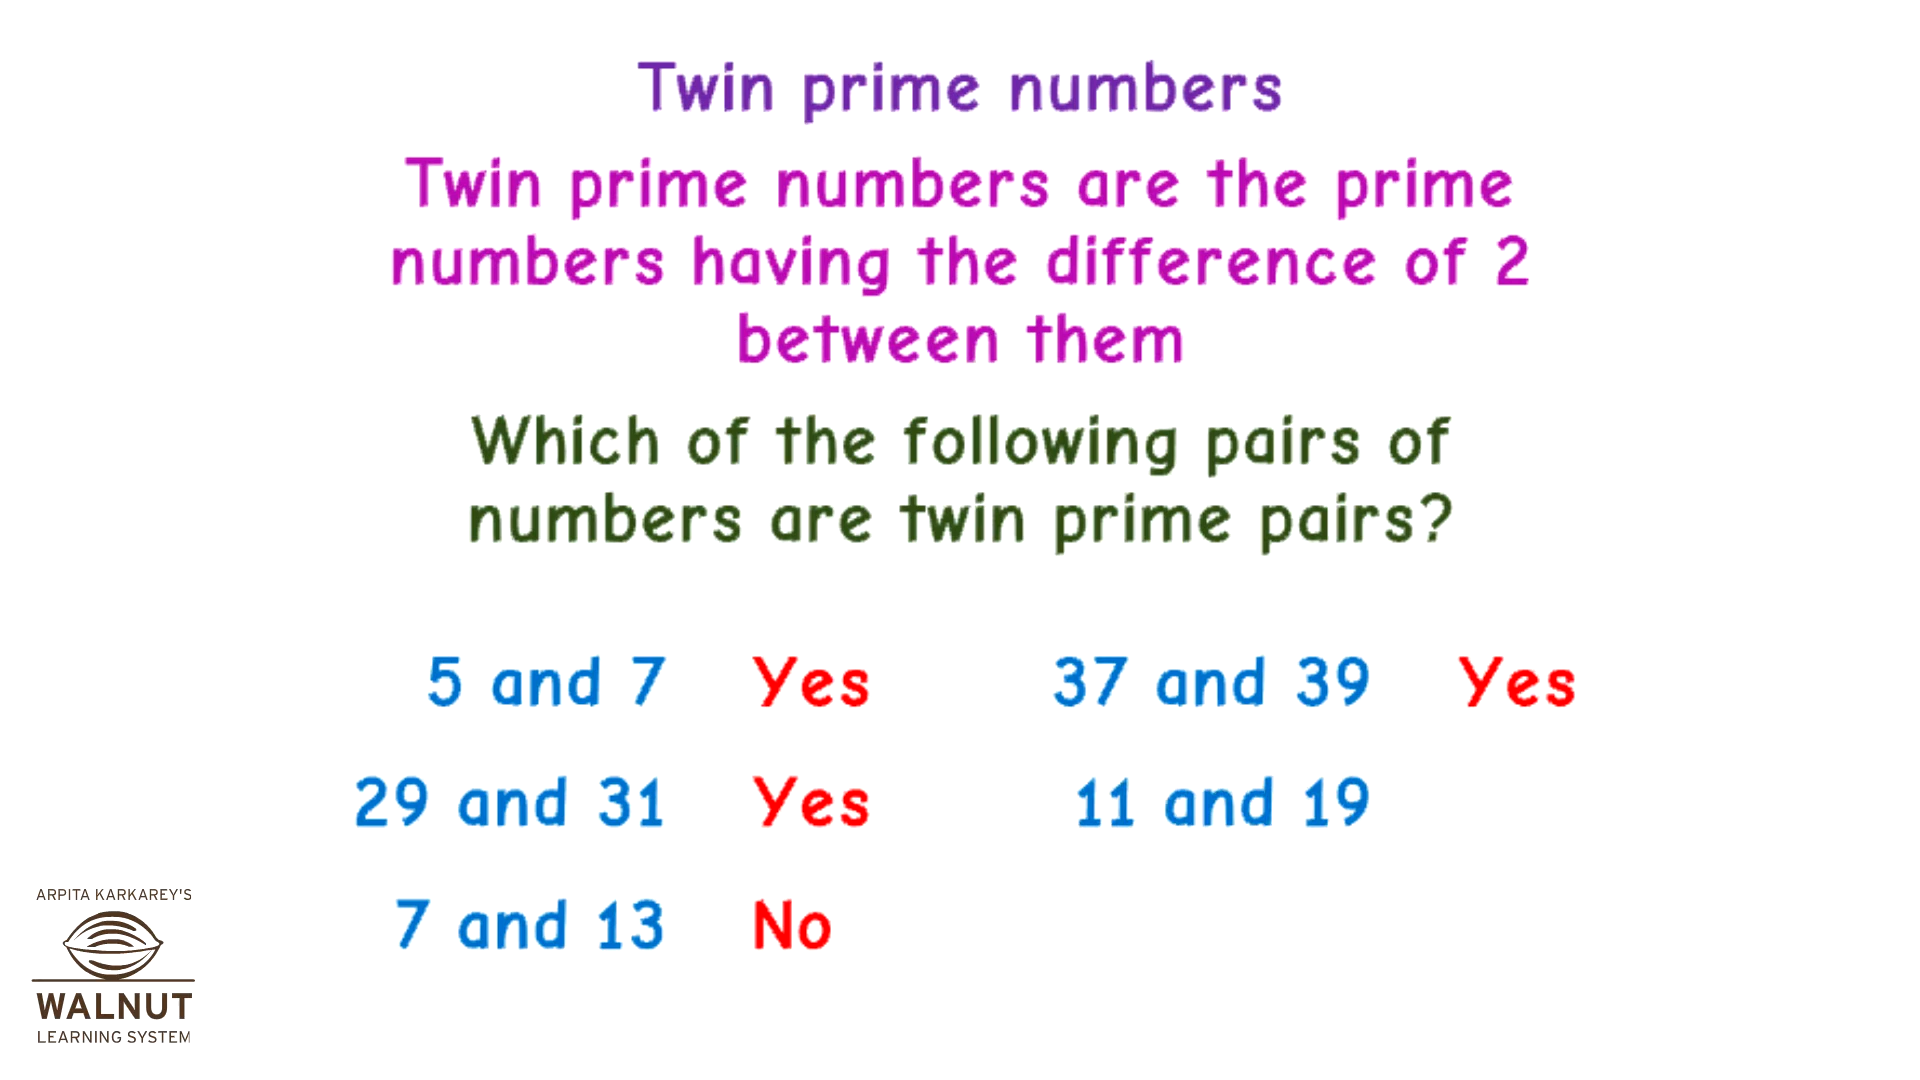 Twin prime numbers
Twin prime numbers are the prime
numbers having the difference of 2
between them
Which of the following pairs of
numbers are twin prime pairs?
5 and 7 Yes 37 and 39 Yes
29 and 31 Yes 11 and 19
7 and 13 No
ARPITA KARKAREY'S
WALNUT
LEARNING SYSTEM